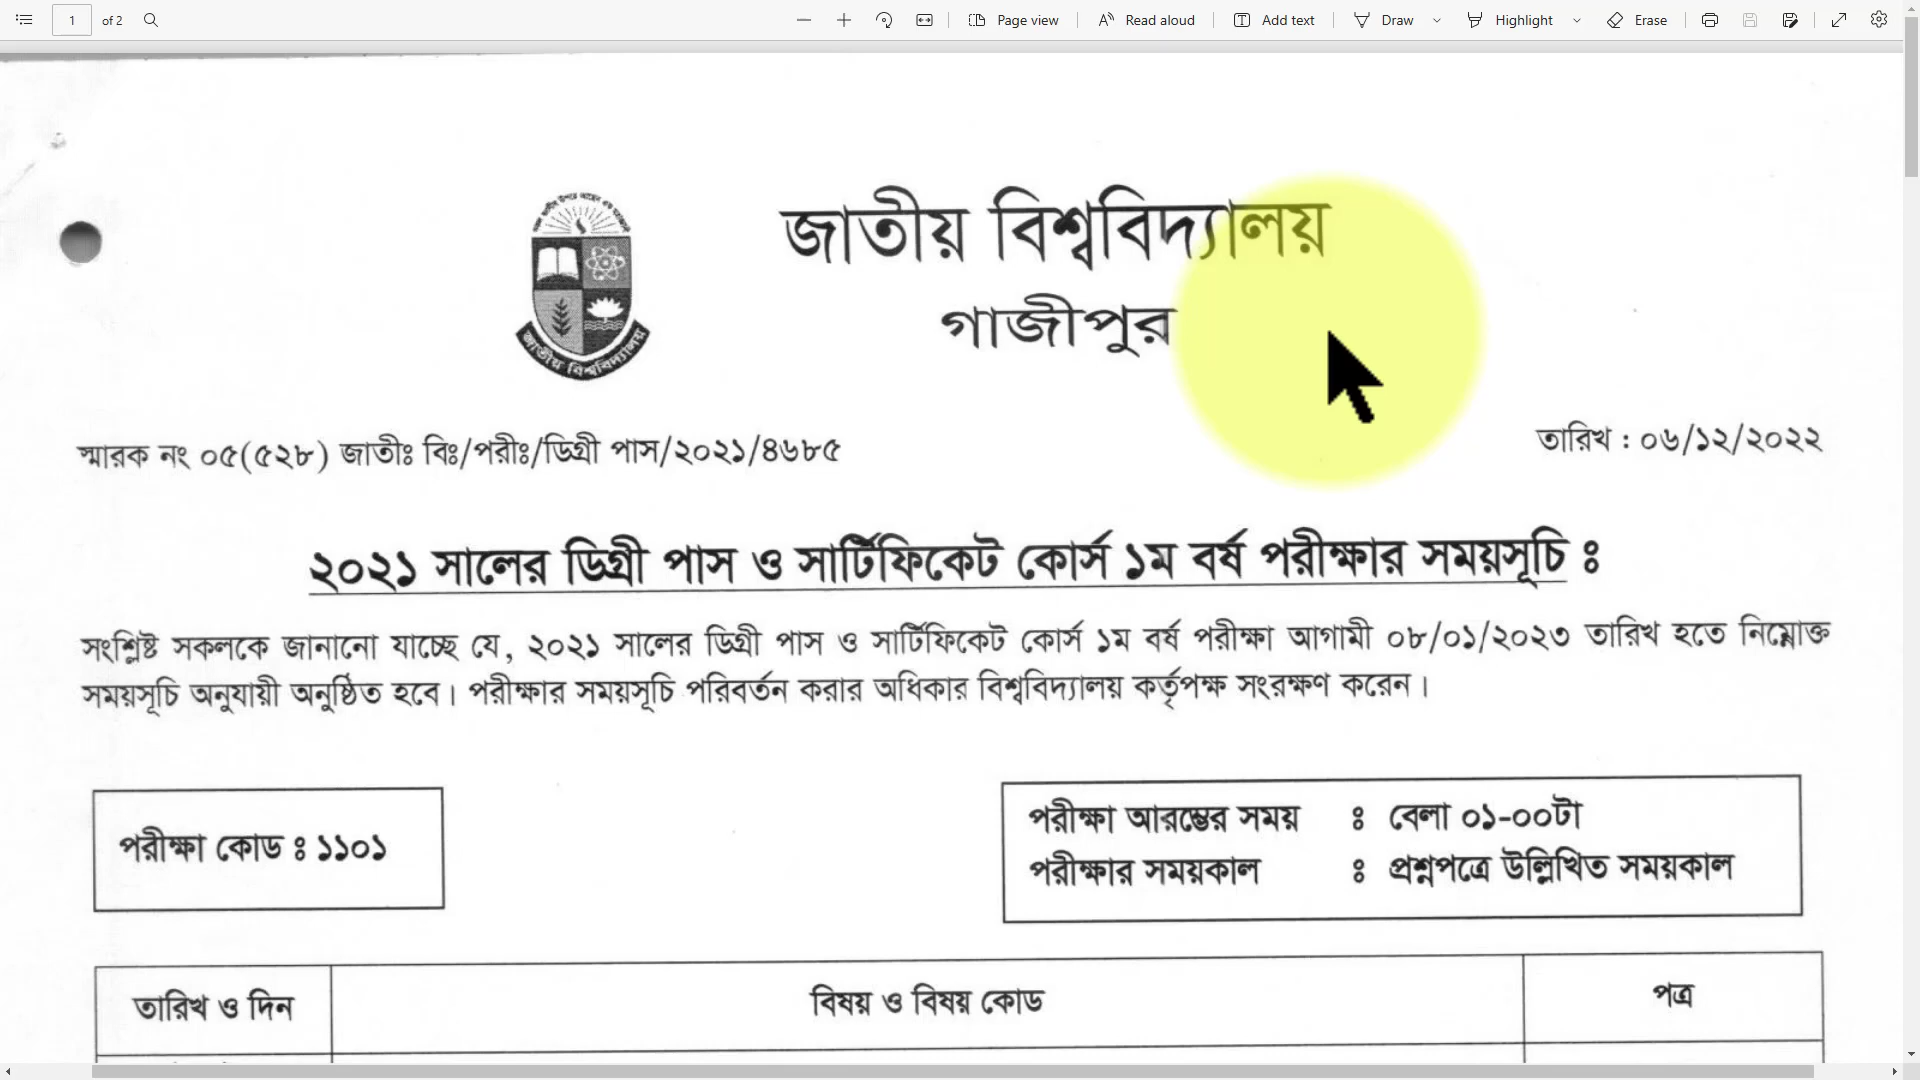 1 of 2 Page view Read aloud Add text Draw Highlight Erase
জাতীয় বিশ্ববিদ্যালয়
গাজীপুর
জাতীয় বিশ্ববিদ্যালয়
স্মারক নং ০৫(৫২৮) জাতীঃ বিঃ/পরীঃ/ডিগ্রী পাস/২০২১/৪৬৮৫
তারিখ : ০৬/১২/২০২২
২০২১ সালের ডিগ্রী পাস ও সার্টিফিকেট কোর্স ১ম বর্ষ পরীক্ষার সময়সূচি ঃ
সংশ্লিষ্ট সকলকে জানানো যাচ্ছে যে, ২০২১ সালের ডিগ্রী পাস ও সার্টিফিকেট কোর্স ১ম বর্ষ পরীক্ষা আগামী ০৮/০১/২০২৩ তারিখ হতে নিম্নোক্ত
সময়সূচি অনুযায়ী অনুষ্ঠিত হবে। পরীক্ষার সময়সূচি পরিবর্তন করার অধিকার বিশ্ববিদ্যালয় কর্তৃপক্ষ সংরক্ষণ করেন।
পরীক্ষা কোড ঃ ১১০১
পরীক্ষা আরম্ভের সময় ঃ বেলা ০১-০০টা
পরীক্ষার সময়কাল ঃ প্রশ্নপত্রে উল্লিখিত সময়কাল
তারিখ ও দিন বিষয় ও বিষয় কোড পত্র